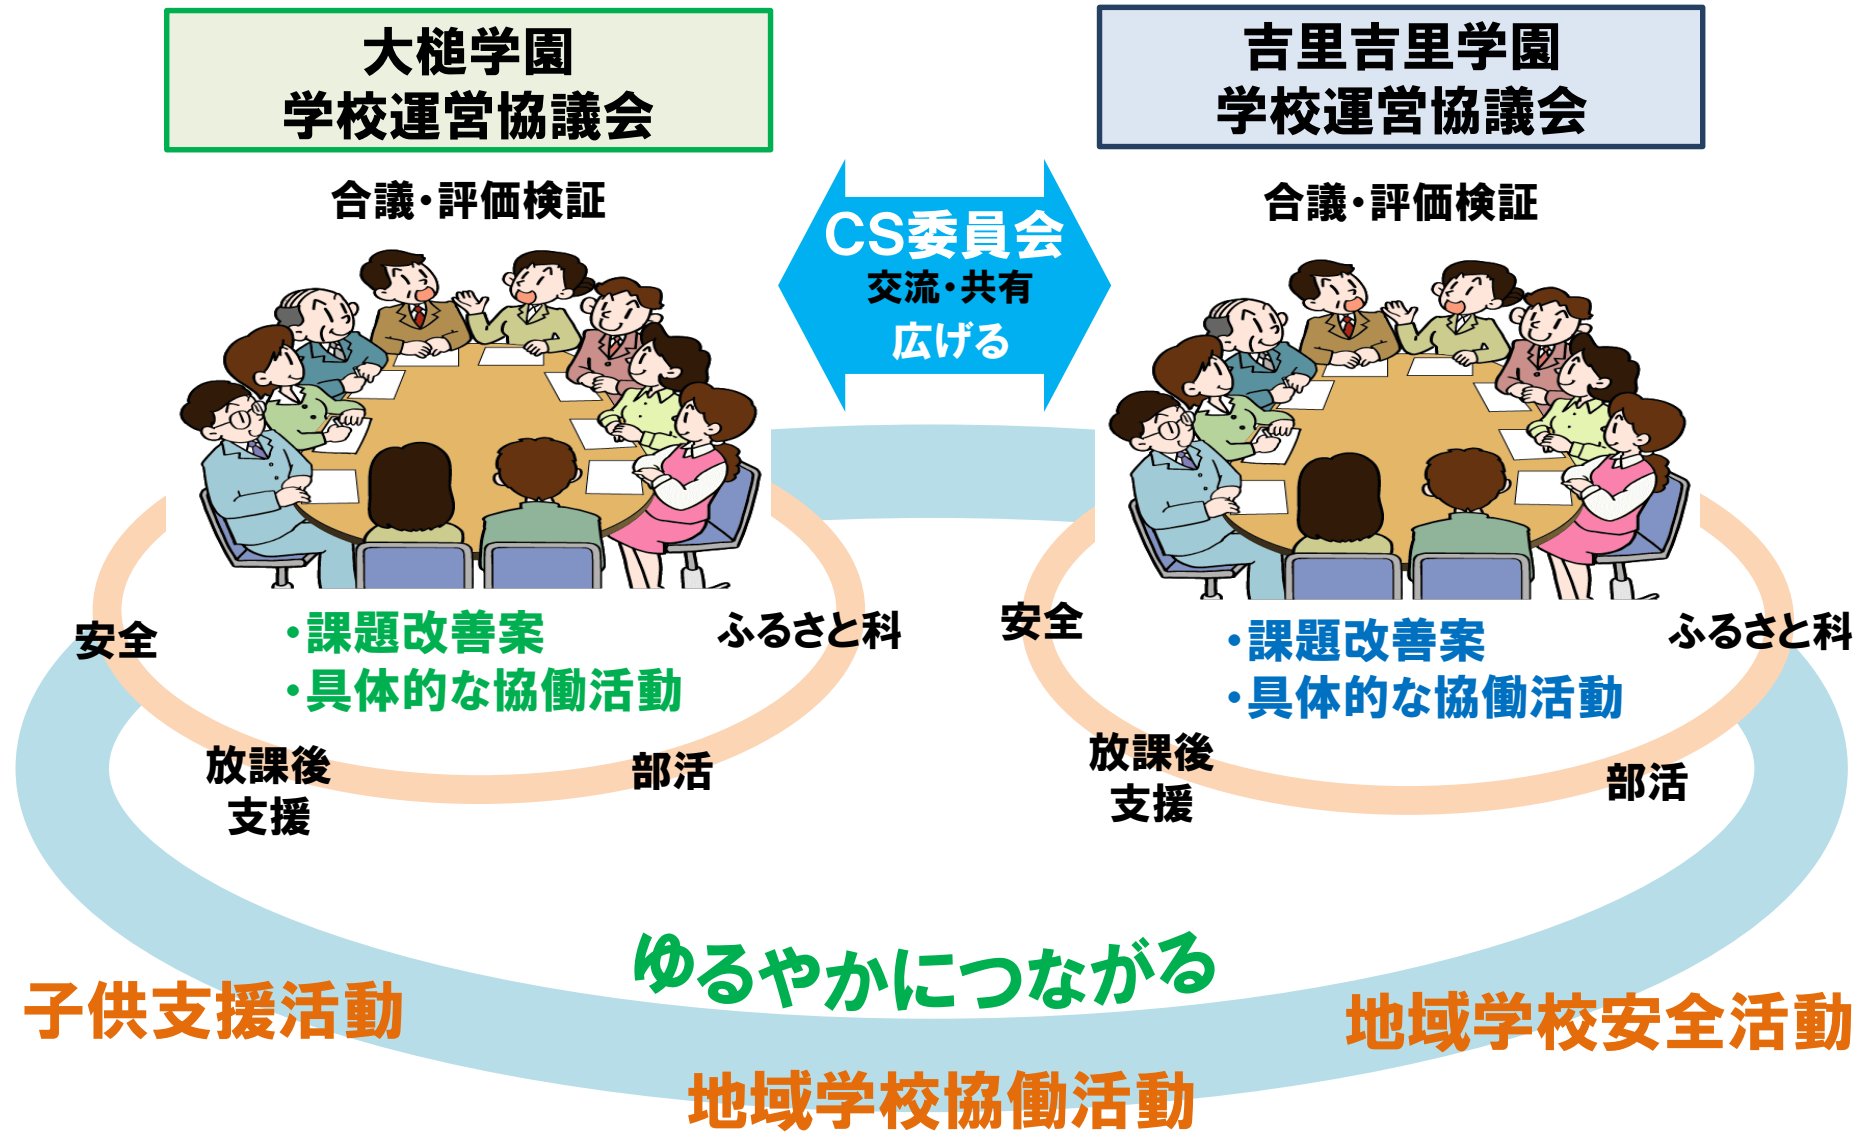 大槌学園
学校運営協議会
合議・評価検証
吉里吉里学園
学校運営協議会
合議・評価検証
CS委員会
交流・共有
広げる
・課題改善案
・具体的な協働活動
安全
ふるさと科
放課後
支援
部活
・課題改善案
・具体的な協働活動
安全
ふるさと科
放課後
支援
部活
ゆるやかにつながる
子供支援活動
地域学校協働活動
地域学校安全活動